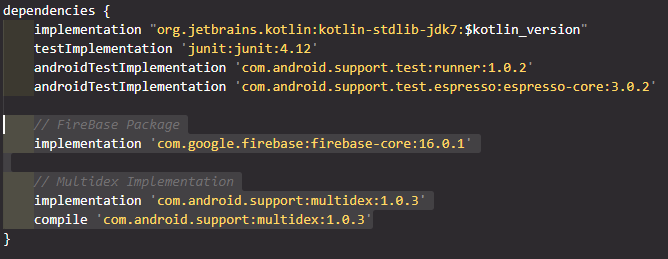 dependencies {
    implementation "org.jetbrains.kotlin:kotlin-stdlib-jdk7:$kotlin_version"
    testImplementation 'junit:junit:4.12'
    androidTestImplementation 'com.android.support.test:runner:1.0.2'
    androidTestImplementation 'com.android.support.test.espresso:espresso-core:3.0.2'
    // FireBase Package
    implementation 'com.google.firebase:firebase-core:16.0.1'
    // Multidex Implementation
    implementation 'com.android.support:multidex:1.0.3'
    compile 'com.android.support:multidex:1.0.3'
}